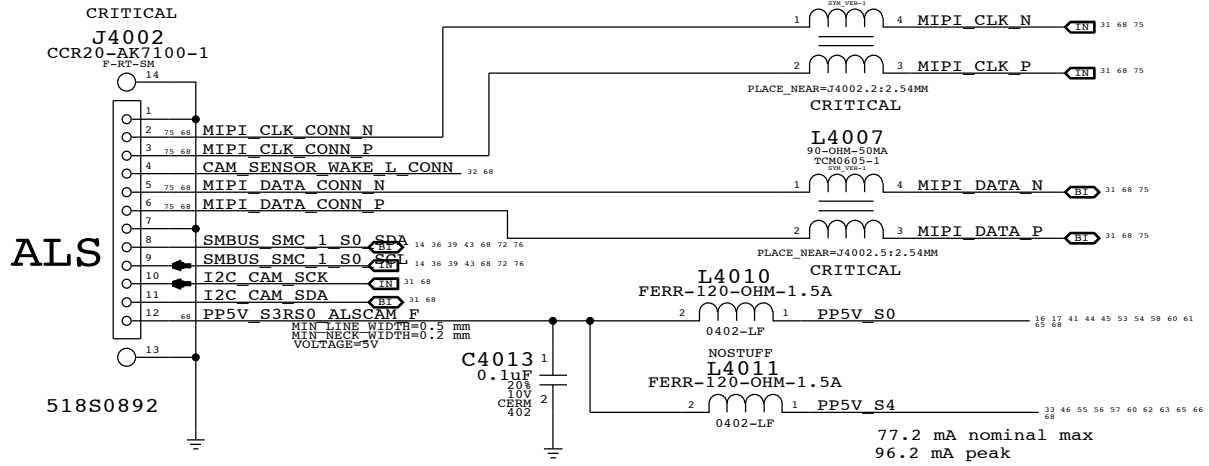 CRITICAL
J4002
CCR20-AK7100-1
F-RT-SM
14
1
2 75 68 MIPI_CLK_CONN_N
3 75 68 MIPI_CLK_CONN_P
4 CAM_SENSOR_WAKE_L_CONN 32 68
5 75 68 MIPI_DATA_CONN_N
6 75 68 MIPI_DATA_CONN_P
7
8 SMBUS_SMC_1_S0_SDA BI 14 36 39 43 68 72 76
9 SMBUS_SMC_1_S0_SCL IN 14 36 39 43 68 72 76
10 I2C_CAM_SCK IN 31 68
11 I2C_CAM_SDA BI 31 68
12 68 PP5V_S3RS0_ALSCAM_F
MIN_LINE_WIDTH=0.5 mm
MIN_NECK_WIDTH=0.2 mm
VOLTAGE=5V
13
ALS
518S0892
SYM_VER-1
1 4 MIPI_CLK_N IN 31 68 75
2 3 MIPI_CLK_P IN 31 68 75
PLACE_NEAR=J4002.2:2.54MM
CRITICAL
L4007
90-OHM-50MA
TCM0605-1
SYM_VER-1
1 4 MIPI_DATA_N BI 31 68 75
2 3 MIPI_DATA_P BI 31 68 75
PLACE_NEAR=J4002.5:2.54MM
CRITICAL
L4010
FERR-120-OHM-1.5A
2 1 PP5V_S0 16 17 41 44 45 53 54 58 60 61
65 68
0402-LF
NOSTUFF
L4011
FERR-120-OHM-1.5A
2 1 PP5V_S4 33 46 55 56 57 60 62 63 65 66
68
0402-LF
C4013 1
0.1uF
20%
10V
CERM 2
402
77.2 mA nominal max
96.2 mA peak